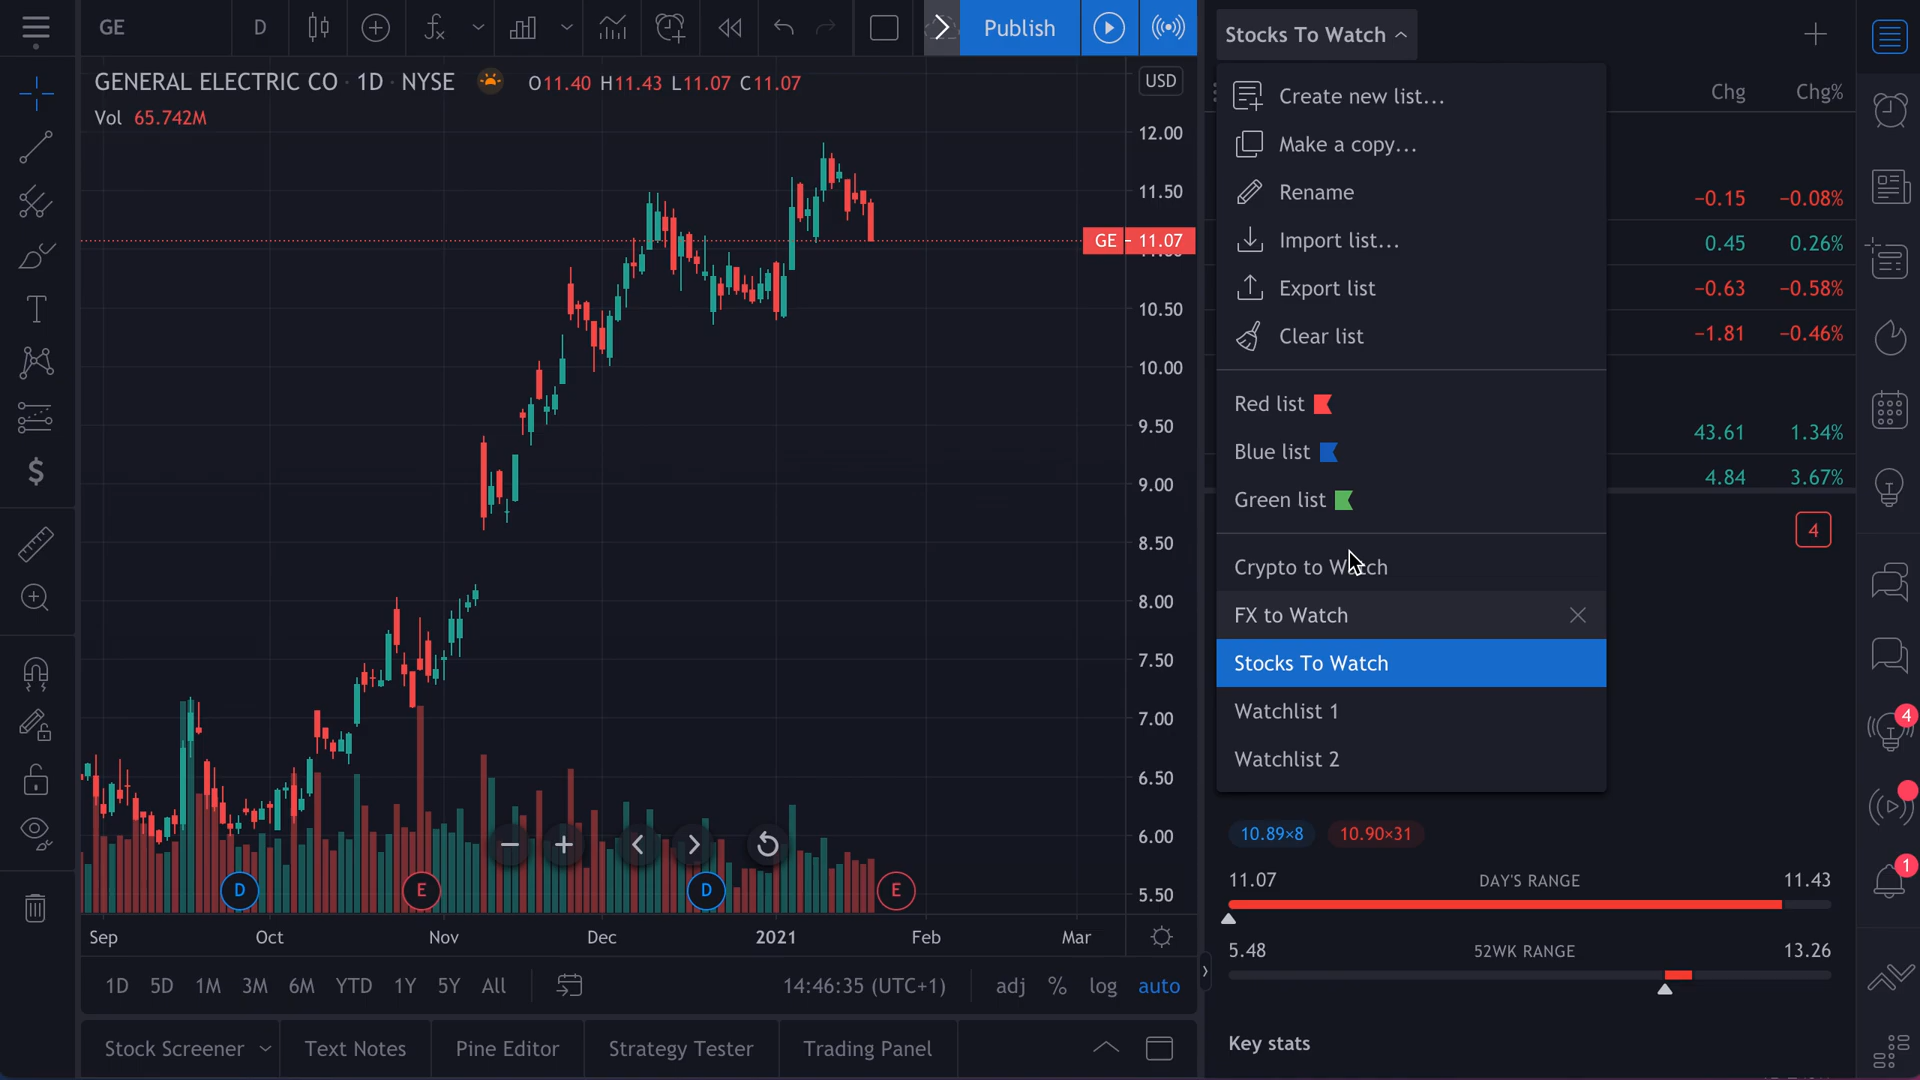 GE
D
Publish
Stocks To Watch
GENERAL ELECTRIC CO · 1D · NYSE
O11.40 H11.43 L11.07 C11.07
USD
Vol 65.742M
Chg Chg%
12.00
11.50
GE - 11.07
10.50
10.00
9.50
9.00
8.50
8.00
7.50
7.00
6.50
6.00
5.50
D
E
D
E
Sep
Oct
Nov
Dec
2021
Feb
Mar
1D 5D 1M 3M 6M YTD 1Y 5Y All
14:46:35 (UTC+1)
adj % log auto
Stock Screener
Text Notes
Pine Editor
Strategy Tester
Trading Panel
Create new list...
Make a copy...
Rename
Import list...
Export list
Clear list
Red list
Blue list
Green list
Crypto to Watch
FX to Watch
Stocks To Watch
Watchlist 1
Watchlist 2
−0.15 −0.08%
0.45 0.26%
−0.63 −0.58%
−1.81 −0.46%
43.61 1.34%
4.84 3.67%
4
10.89×8 10.90×31
11.07 DAY'S RANGE 11.43
5.48 52WK RANGE 13.26
Key stats
4
1